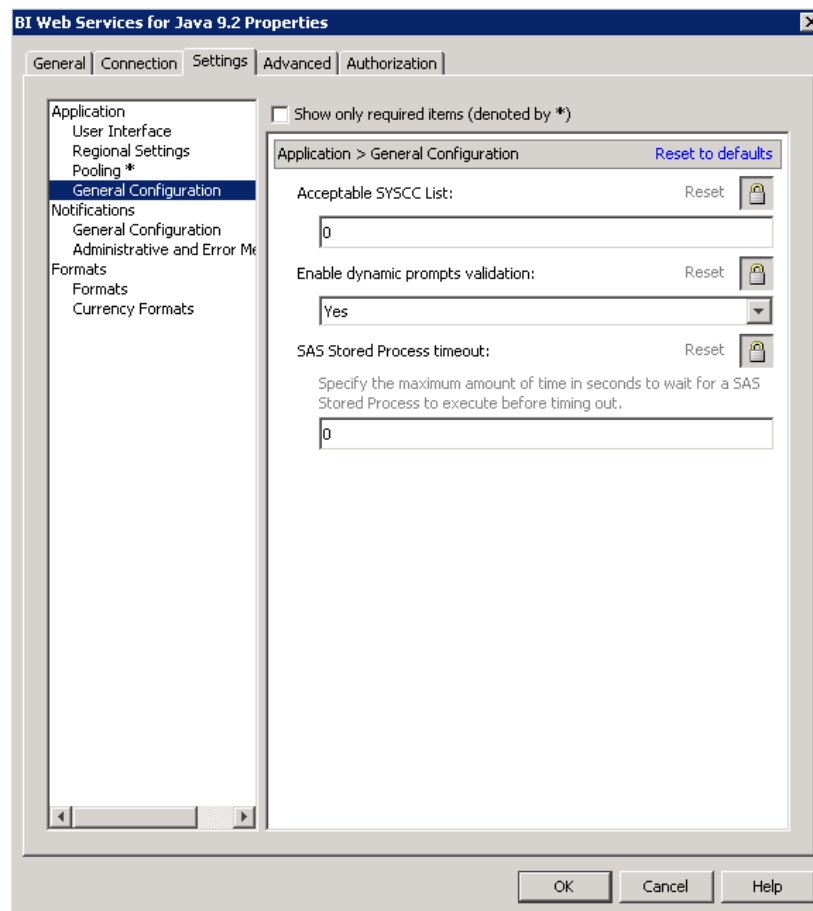 BI Web Services for Java 9.2 Properties
General Connection Settings Advanced Authorization
Application
User Interface
Regional Settings
Pooling *
General Configuration
Notifications
General Configuration
Administrative and Error Me
Formats
Formats
Currency Formats
Show only required items (denoted by *)
Application > General Configuration Reset to defaults
Acceptable SYSCC List: Reset
0
Enable dynamic prompts validation: Reset
Yes
SAS Stored Process timeout: Reset
Specify the maximum amount of time in seconds to wait for a SAS
Stored Process to execute before timing out.
0
OK Cancel Help